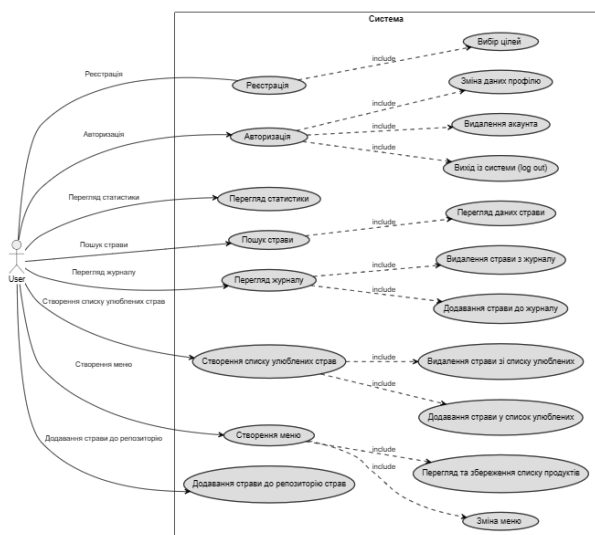 Система
Вибір цілей
include
Реєстрація
Реєстрація
Зміна даних профілю
include
Авторизація
Авторизація
include
Видалення акаунта
include
Вихід із системи (log out)
Перегляд статистики
Перегляд статистики
include
Перегляд даних страви
Пошук страви
Пошук страви
User
Перегляд журналу
Перегляд журналу
include
Видалення страви з журналу
include
Додавання страви до журналу
Створення списку улюблених страв
Створення списку улюблених страв
include
Видалення страви зі списку улюблених
include
Додавання страви у список улюблених
Створення меню
Створення меню
include
Перегляд та збереження списку продуктів
include
Зміна меню
Додавання страви до репозиторію
Додавання страви до репозиторію страв